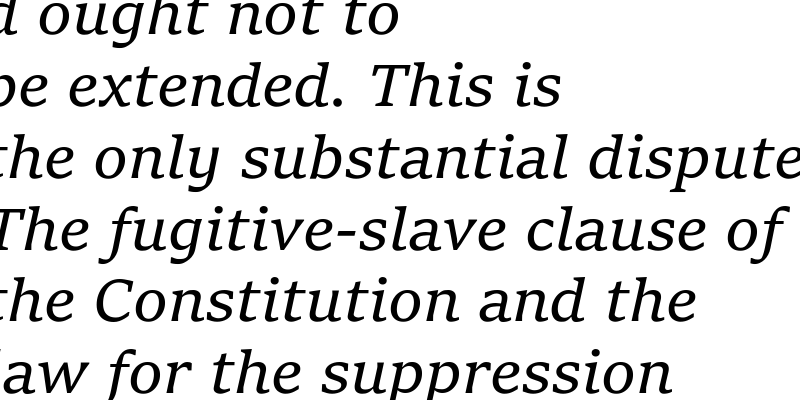 d ought not to
be extended. This is
the only substantial dispute
The fugitive-slave clause of
the Constitution and the
law for the suppression